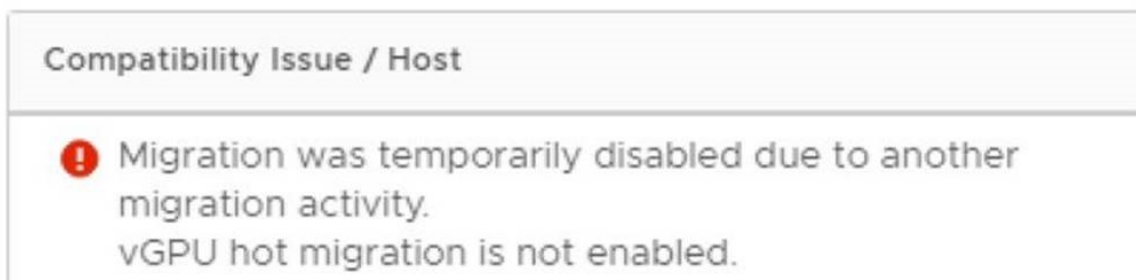 Compatibility Issue / Host
Migration was temporarily disabled due to another
migration activity.
vGPU hot migration is not enabled.